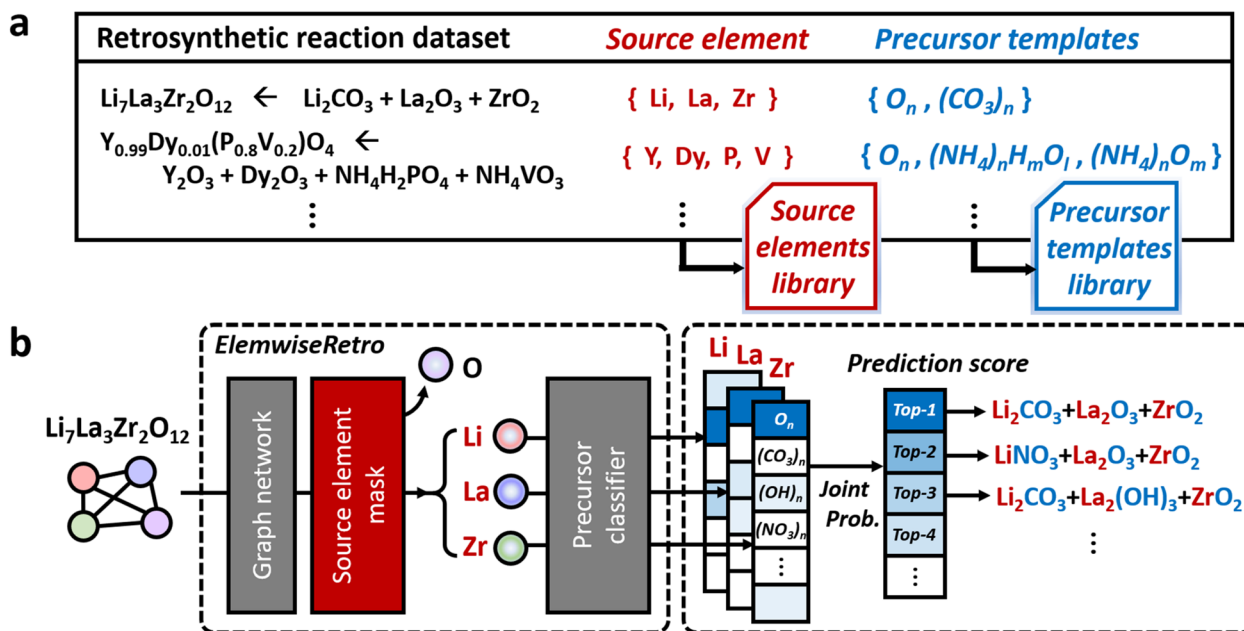 a
Retrosynthetic reaction dataset Source element Precursor templates
Li₇La₃Zr₂O₁₂ ← Li₂CO₃ + La₂O₃ + ZrO₂ { Li, La, Zr } { Oₙ , (CO₃)ₙ }
Y₀.₉₉Dy₀.₀₁(P₀.₈V₀.₂)O₄ ←
Y₂O₃ + Dy₂O₃ + NH₄H₂PO₄ + NH₄VO₃ { Y, Dy, P, V } { Oₙ , (NH₄)ₙHₘOₗ , (NH₄)ₙOₘ }
⋮ ⋮ ⋮
Source
elements
library
Precursor
templates
library
b
ElemwiseRetro
Li₇La₃Zr₂O₁₂
Graph network
Source element
mask
O
Li
La
Zr
Precursor
classifier
Li La Zr
Oₙ
(CO₃)ₙ
(OH)ₙ
(NO₃)ₙ
⋮
Joint
Prob.
Prediction score
Top-1 Li₂CO₃+La₂O₃+ZrO₂
Top-2 LiNO₃+La₂O₃+ZrO₂
Top-3 Li₂CO₃+La₂(OH)₃+ZrO₂
Top-4
⋮ ⋮